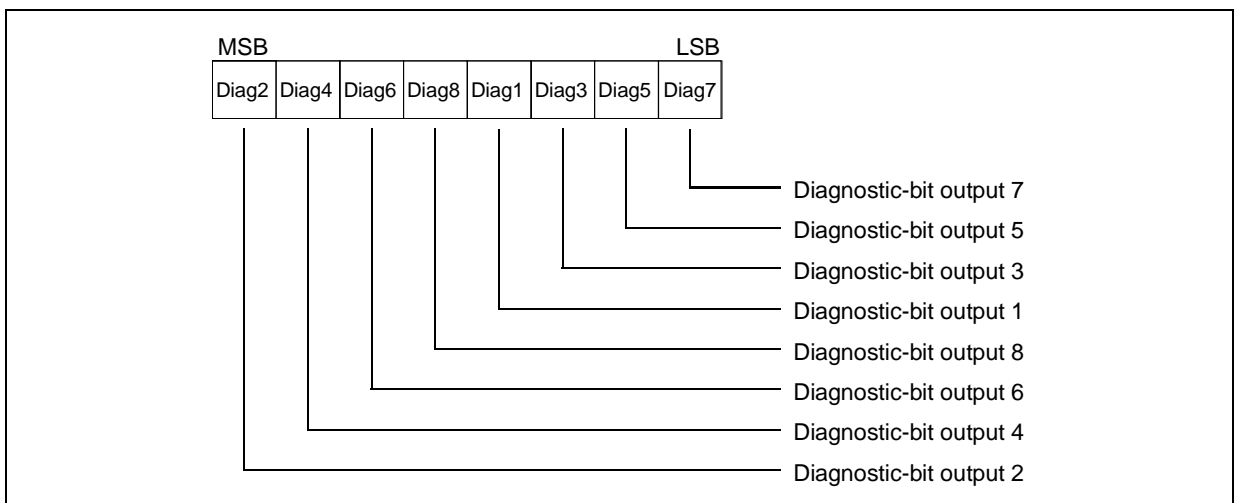 MSB LSB
Diag2 Diag4 Diag6 Diag8 Diag1 Diag3 Diag5 Diag7
Diagnostic-bit output 7
Diagnostic-bit output 5
Diagnostic-bit output 3
Diagnostic-bit output 1
Diagnostic-bit output 8
Diagnostic-bit output 6
Diagnostic-bit output 4
Diagnostic-bit output 2